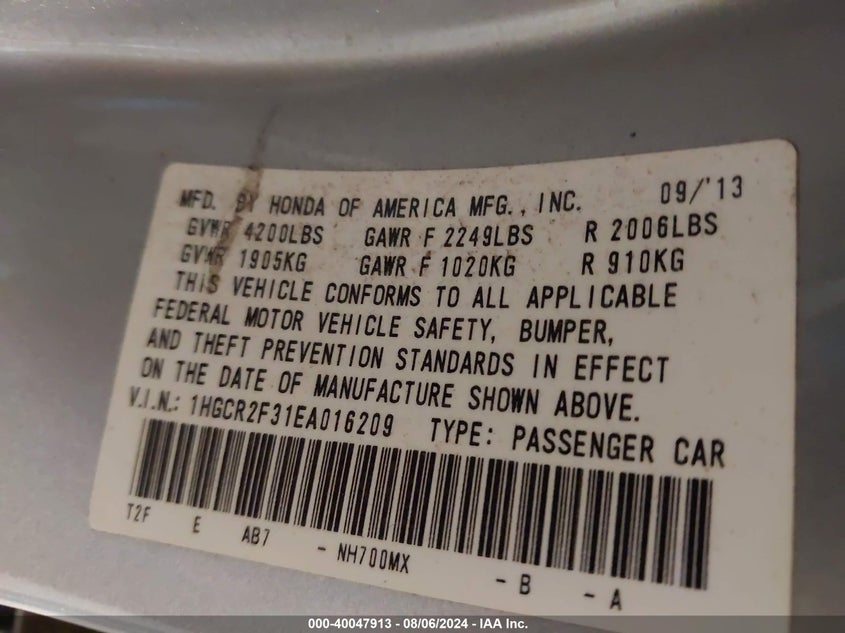 MFD. BY HONDA OF AMERICA MFG., INC. 09/'13
GVWR 4200LBS GAWR F 2249LBS R 2006LBS
GVWR 1905KG GAWR F 1020KG R 910KG
THIS VEHICLE CONFORMS TO ALL APPLICABLE
FEDERAL MOTOR VEHICLE SAFETY, BUMPER,
AND THEFT PREVENTION STANDARDS IN EFFECT
ON THE DATE OF MANUFACTURE SHOWN ABOVE.
V.I.N.: 1HGCR2F31EA016209 TYPE: PASSENGER CAR
T2F E AB7 - NH700MX - B - A
000-40047913 - 08/06/2024 - IAA Inc.